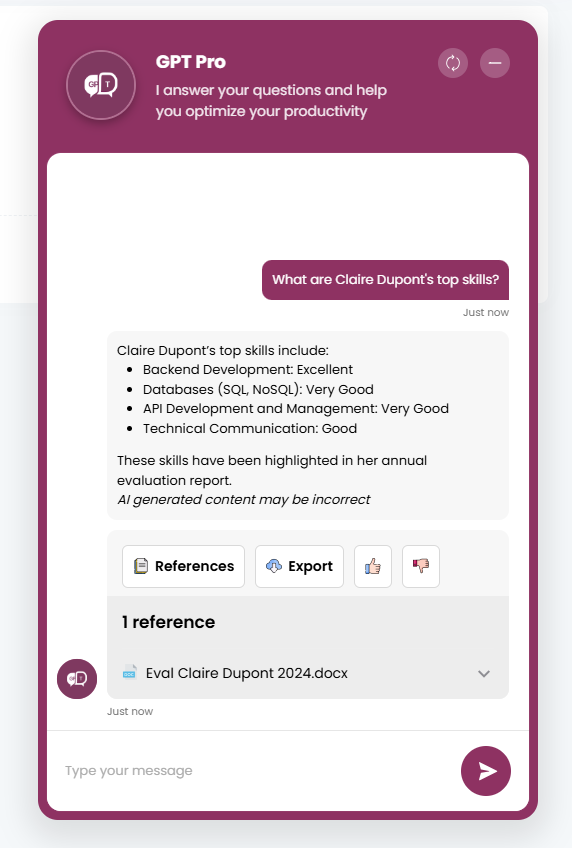 GPT
GPT Pro
I answer your questions and help
you optimize your productivity
What are Claire Dupont's top skills?
Just now
Claire Dupont's top skills include:
• Backend Development: Excellent
• Databases (SQL, NoSQL): Very Good
• API Development and Management: Very Good
• Technical Communication: Good
These skills have been highlighted in her annual
evaluation report.
AI generated content may be incorrect
References Export
1 reference
Eval Claire Dupont 2024.docx
Just now
Type your message